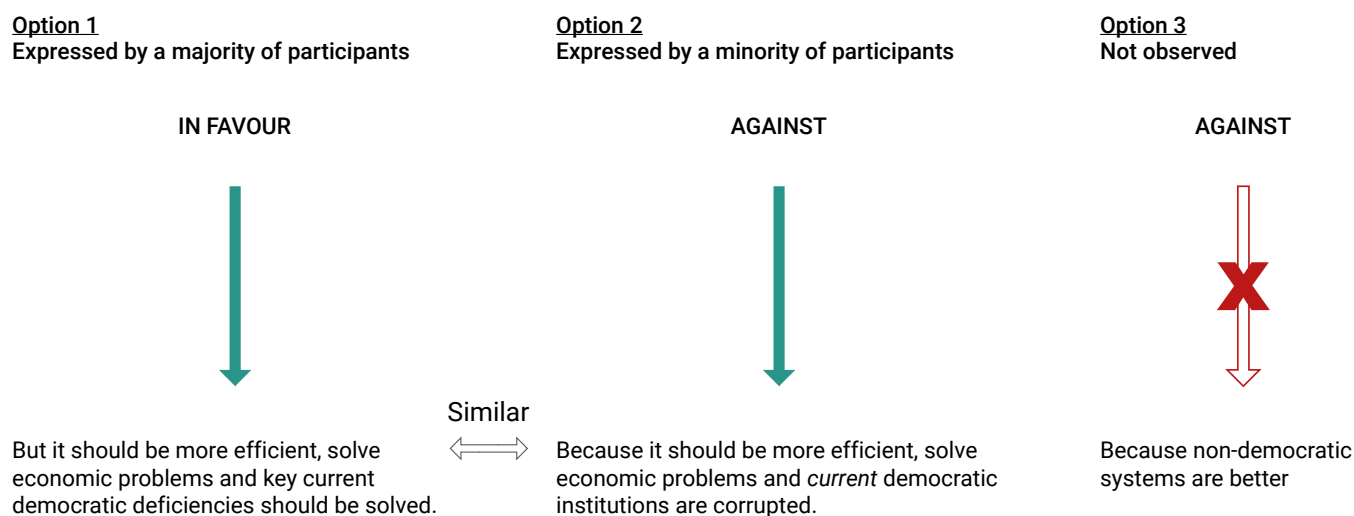 Option 1
Expressed by a majority of participants
Option 2
Expressed by a minority of participants
Option 3
Not observed
IN FAVOUR
AGAINST
AGAINST
X
Similar
But it should be more efficient, solve
economic problems and key current
democratic deficiencies should be solved.
Because it should be more efficient, solve
economic problems and current democratic
institutions are corrupted.
Because non-democratic
systems are better